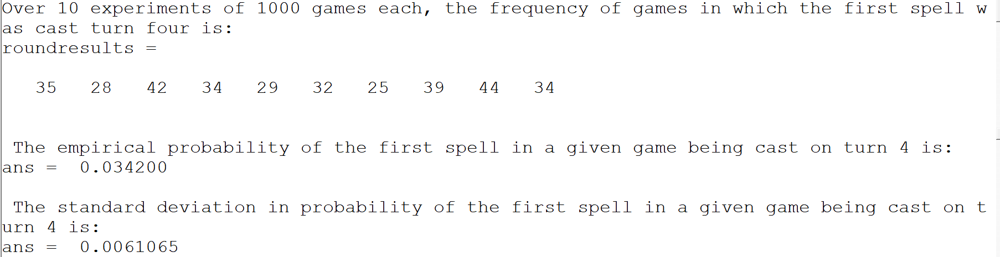 Over 10 experiments of 1000 games each, the frequency of games in which the first spell w
as cast turn four is:
roundresults =
35 28 42 34 29 32 25 39 44 34
The empirical probability of the first spell in a given game being cast on turn 4 is:
ans = 0.034200
The standard deviation in probability of the first spell in a given game being cast on t
urn 4 is:
ans = 0.0061065